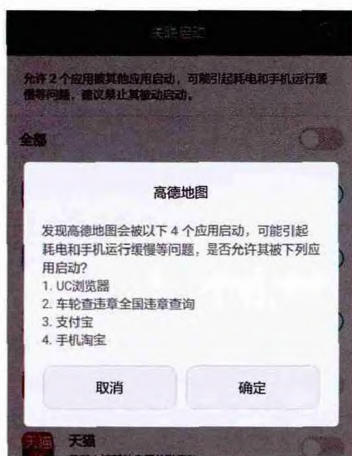 关联启动
允许2个应用被其他应用启动，可能引起耗电和手机运行缓
慢等问题，建议禁止其被动启动。
全部
高德地图
发现高德地图会被以下 4 个应用启动，可能引起
耗电和手机运行缓慢等问题，是否允许其被下列应
用启动？
1. UC浏览器
2. 车轮查违章全国违章查询
3. 支付宝
4. 手机淘宝
取消
确定
天猫
天猫